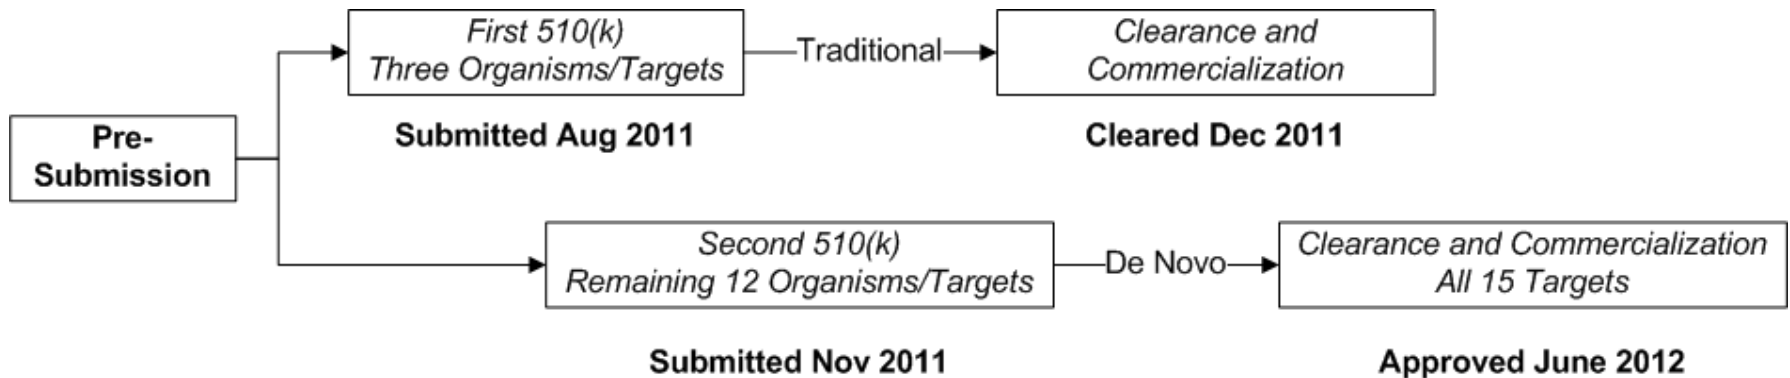 First 510(k)
Three Organisms/Targets
Traditional
Clearance and
Commercialization
Submitted Aug 2011
Cleared Dec 2011
Pre-
Submission
Second 510(k)
Remaining 12 Organisms/Targets
De Novo
Clearance and Commercialization
All 15 Targets
Submitted Nov 2011
Approved June 2012